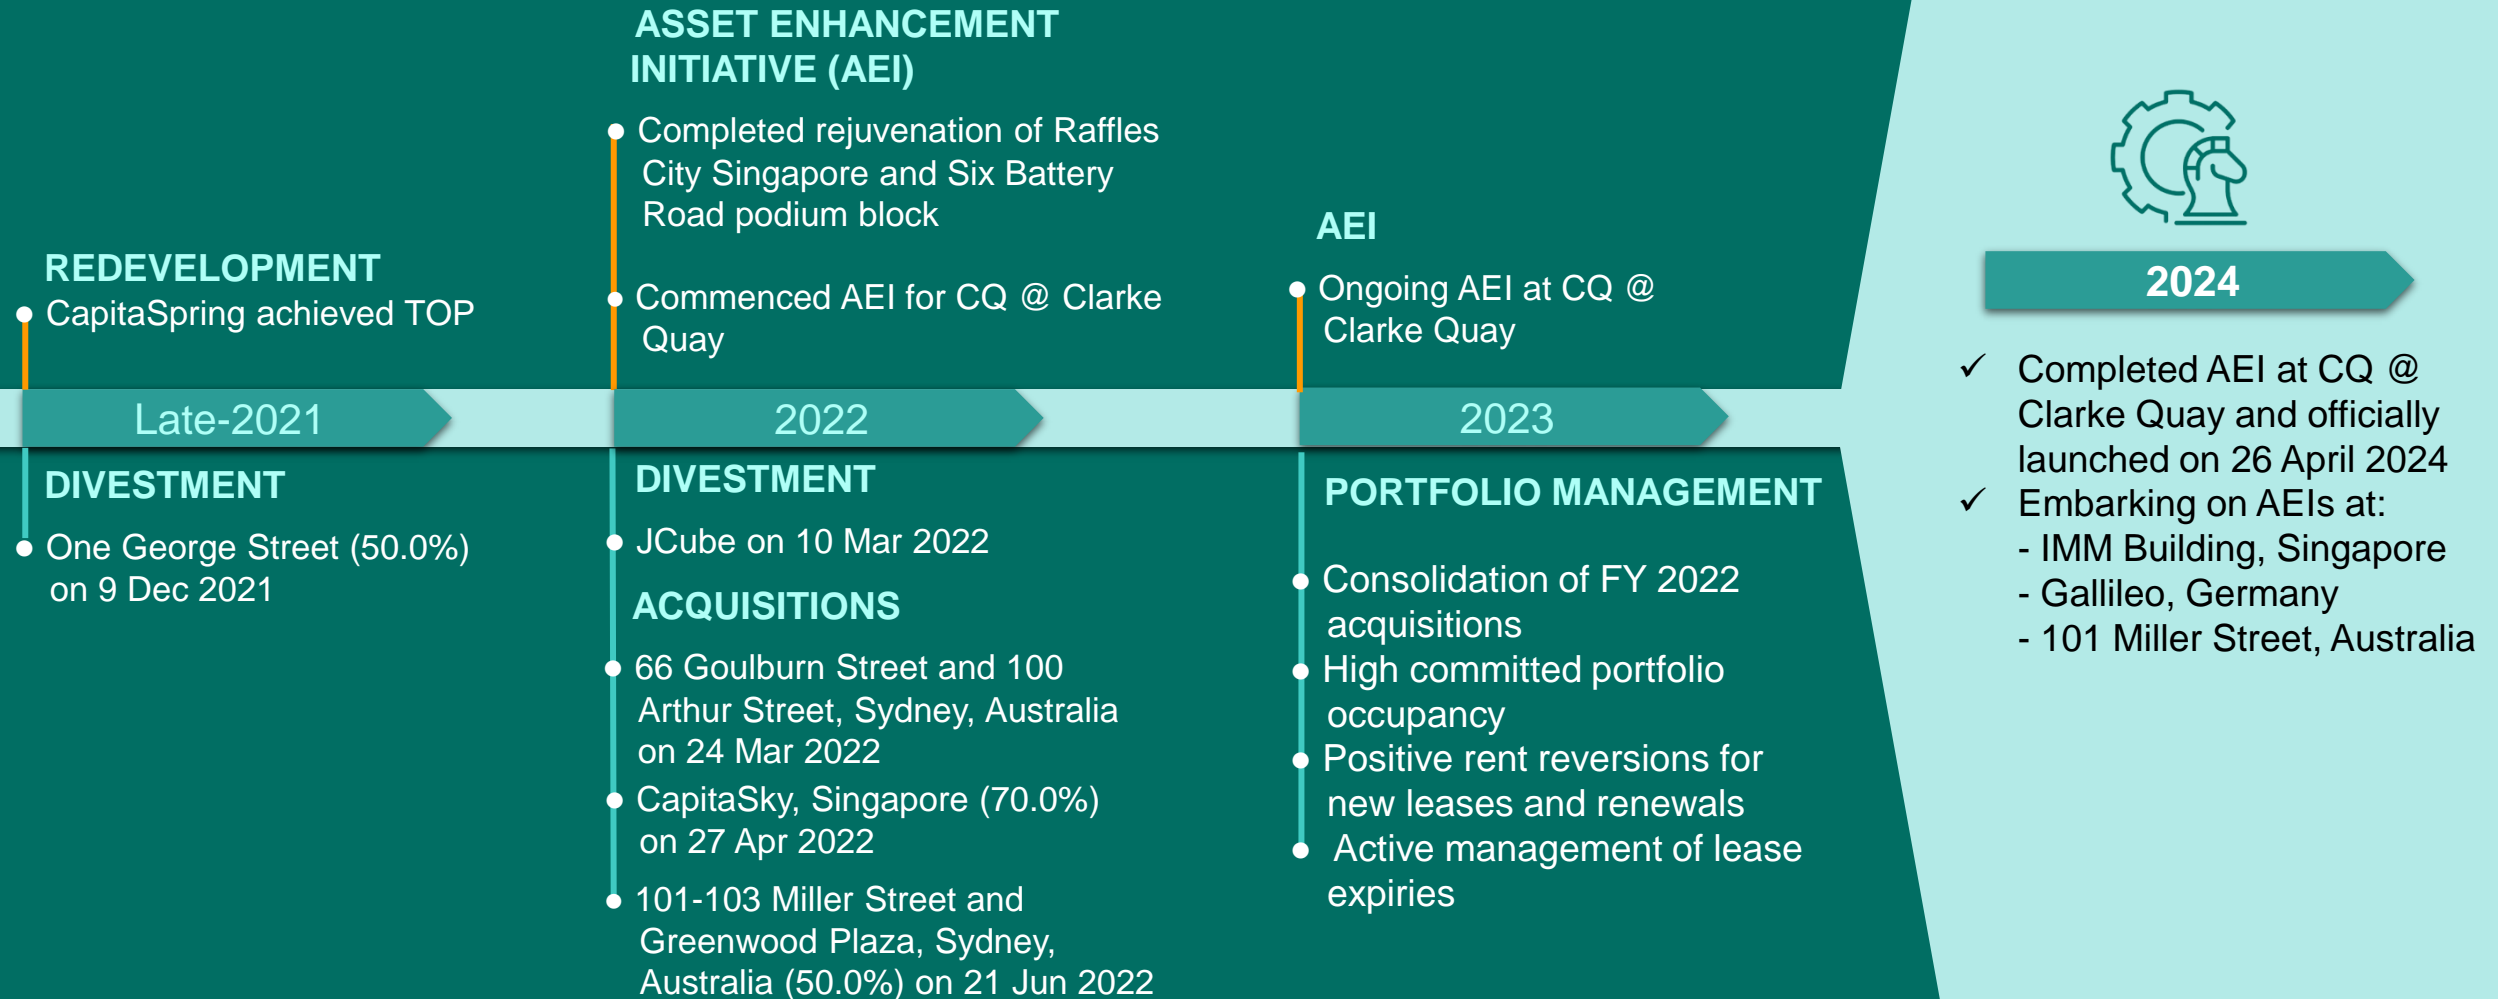 REDEVELOPMENT
CapitaSpring achieved TOP
Late-2021
DIVESTMENT
One George Street (50.0%)
on 9 Dec 2021
ASSET ENHANCEMENT
INITIATIVE (AEI)
Completed rejuvenation of Raffles
City Singapore and Six Battery
Road podium block
Commenced AEI for CQ @ Clarke
Quay
2022
DIVESTMENT
JCube on 10 Mar 2022
ACQUISITIONS
66 Goulburn Street and 100
Arthur Street, Sydney, Australia
on 24 Mar 2022
CapitaSky, Singapore (70.0%)
on 27 Apr 2022
101-103 Miller Street and
Greenwood Plaza, Sydney,
Australia (50.0%) on 21 Jun 2022
AEI
Ongoing AEI at CQ @
Clarke Quay
2023
PORTFOLIO MANAGEMENT
Consolidation of FY 2022
acquisitions
High committed portfolio
occupancy
Positive rent reversions for
new leases and renewals
Active management of lease
expiries
2024
✓ Completed AEI at CQ @
Clarke Quay and officially
launched on 26 April 2024
✓ Embarking on AEIs at:
- IMM Building, Singapore
- Gallileo, Germany
- 101 Miller Street, Australia